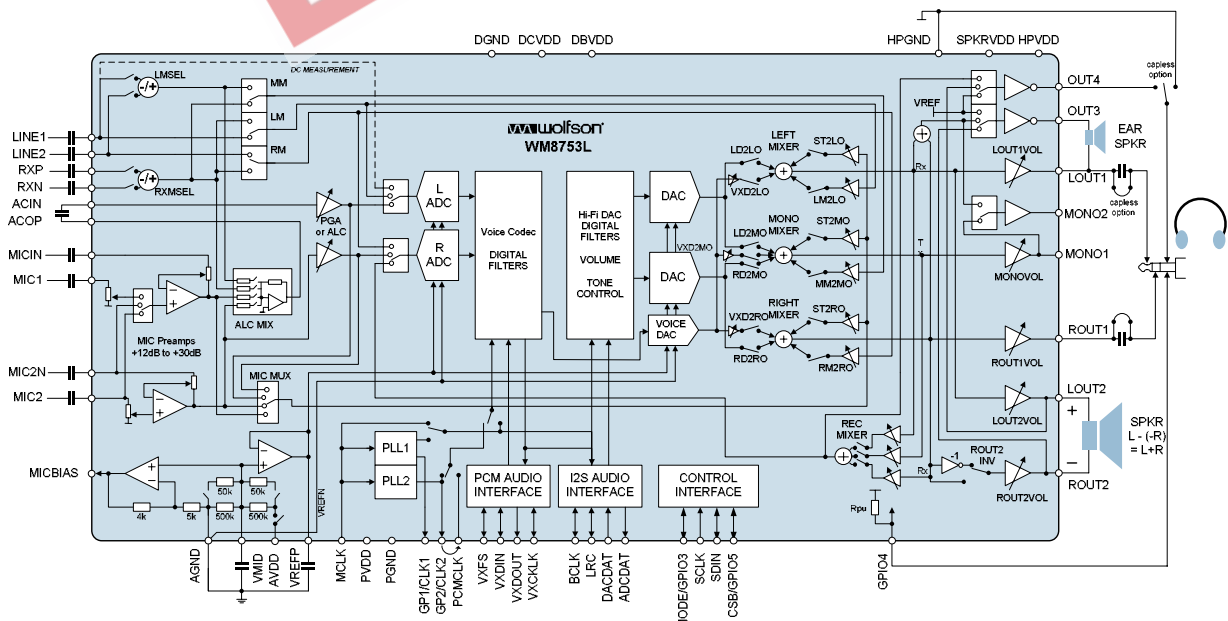 DGND DCVDD DBVDD HPGND SPKRVDD HPVDD
DC MEASUREMENT
capless
option
LMSEL
-/+
MM
LM
RM
LINE1
LINE2
RXP
RXN
ACIN
ACOP
MICIN
MIC1
MIC2N
MIC2
MICBIAS
-/+
RXMSEL
wolfson
WM8753L
PGA
or ALC
L
ADC
R
ADC
Voice Codec
DIGITAL
FILTERS
Hi-Fi DAC
DIGITAL
FILTERS
VOLUME
TONE
CONTROL
DAC
DAC
VOICE
DAC
VXD2MO
LD2LO
LEFT
MIXER
ST2LO
VXD2LO
LM2LO
LD2MO
MONO
MIXER
ST2MO
RD2MO
MM2MO
VXD2RO
RIGHT
MIXER
ST2RO
RD2RO
RM2RO
VREF
Rx
T
x
OUT4
OUT3
EAR
SPKR
LOUT1VOL
LOUT1
capless
option
MONO2
MONO1
MONOVOL
ROUT1
ROUT1VOL
LOUT2
LOUT2VOL
+
SPKR
L - (-R)
= L+R
−
ROUT2
ROUT2VOL
-1
ROUT2
INV
REC
MIXER
Rx
Rpu
ALC MIX
MIC Preamps
+12dB to +30dB
MIC MUX
50k
50k
4k
5k
500k
500k
VREFN
PLL1
PLL2
PCM AUDIO
INTERFACE
I2S AUDIO
INTERFACE
CONTROL
INTERFACE
AGND
VMID
AVDD
VREFP
MCLK
PVDD
PGND
GP1/CLK1
GP2/CLK2
PCMCLK
VXFS
VXDIN
VXDOUT
VXCKLK
BCLK
LRC
DACDAT
ADCDAT
IODE/GPIO3
SCLK
SDIN
CSB/GPIO5
GPIO4